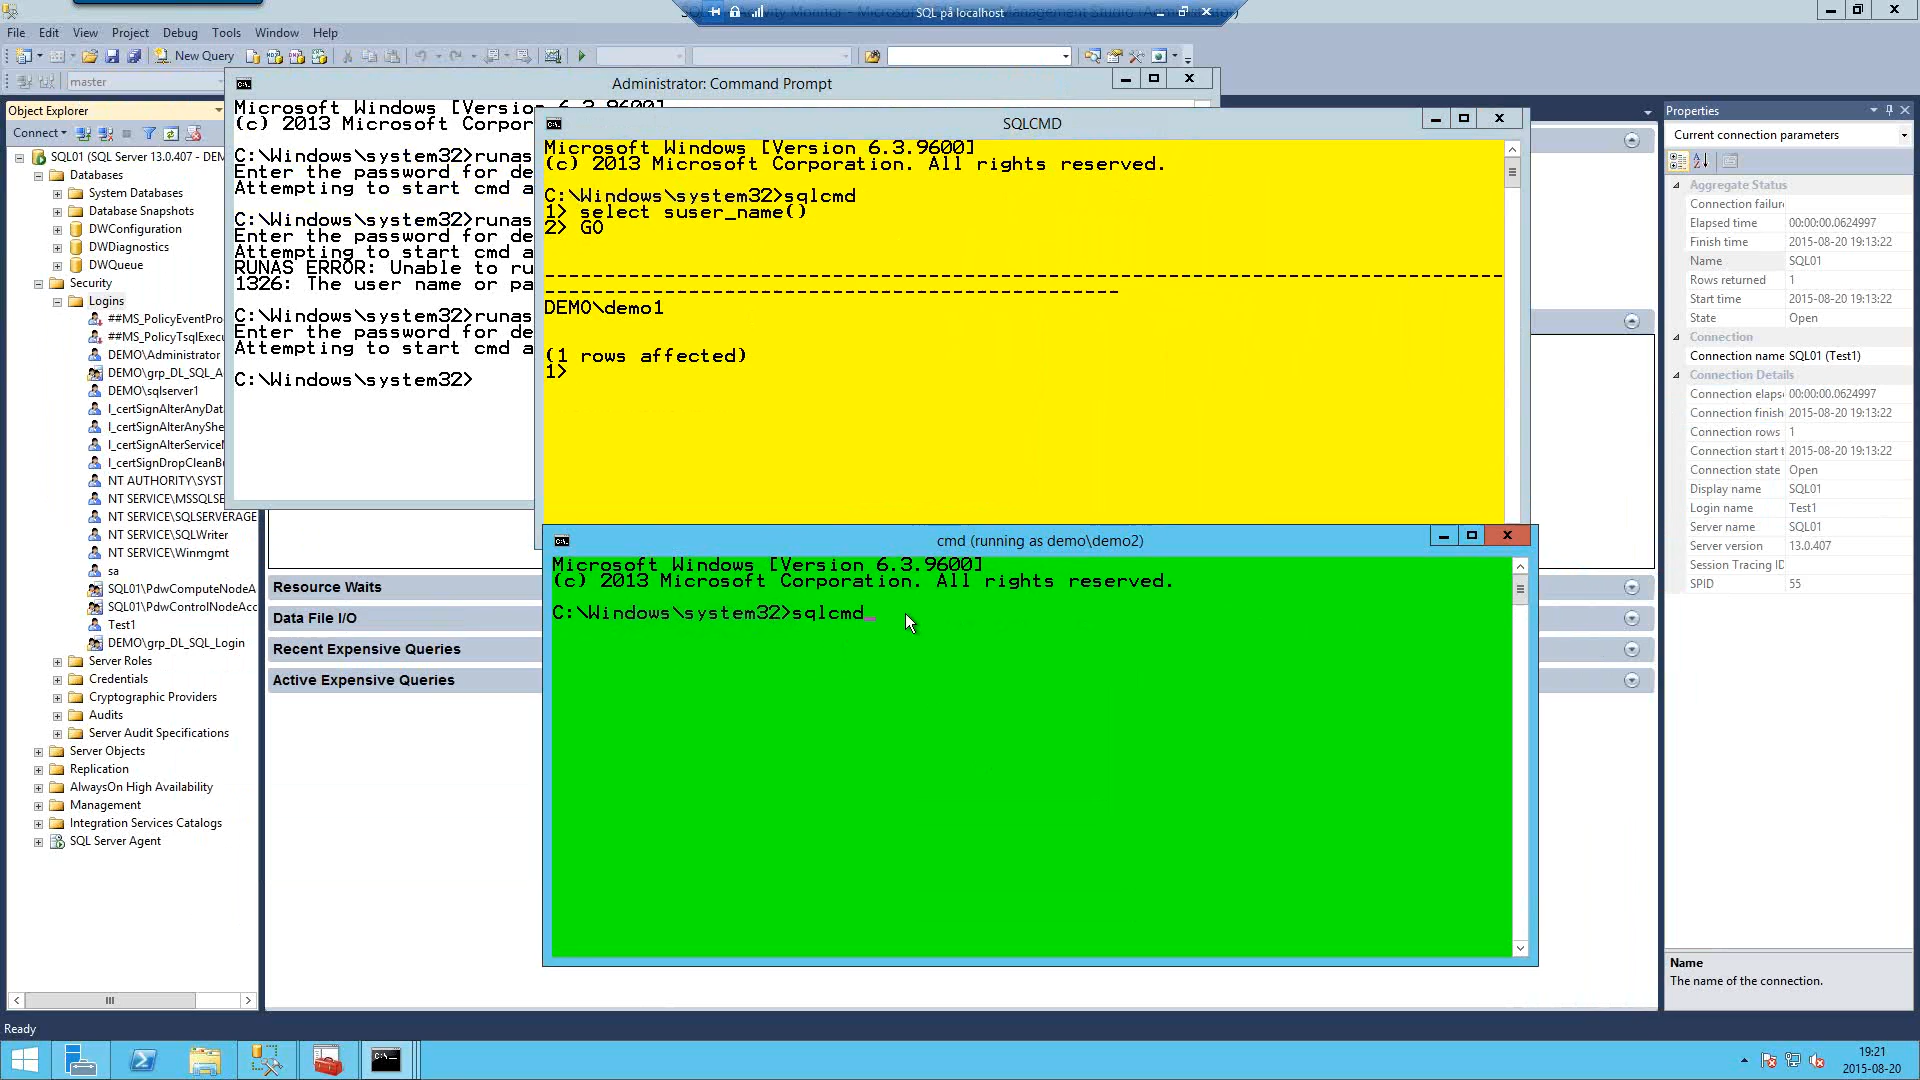 SQL på localhost
File Edit View Project Debug Tools Window Help
New Query
master
Object Explorer
Connect
SQL01 (SQL Server 13.0.407 - DEM
Databases
System Databases
Database Snapshots
DWConfiguration
DWDiagnostics
DWQueue
Security
Logins
##MS_PolicyEventPro
##MS_PolicyTsqlExecu
DEMO\Administrator
DEMO\grp_DL_SQL_A
DEMO\sqlserver1
l_certSignAlterAnyDat
l_certSignAlterAnyShe
l_certSignAlterServiceN
l_certSignDropCleanBu
NT AUTHORITY\SYST
NT SERVICE\MSSQLSE
NT SERVICE\SQLSERVERAGE
NT SERVICE\SQLWriter
NT SERVICE\Winmgmt
sa
SQL01\PdwComputeNodeA
SQL01\PdwControlNodeAcc
Test1
DEMO\grp_DL_SQL_Login
Server Roles
Credentials
Cryptographic Providers
Audits
Server Audit Specifications
Server Objects
Replication
AlwaysOn High Availability
Management
Integration Services Catalogs
SQL Server Agent
Administrator: Command Prompt
Microsoft Windows [Version 6.3.9600]
(c) 2013 Microsoft Corpor
C:\Windows\system32>runas
Enter the password for de
Attempting to start cmd a
C:\Windows\system32>runas
Enter the password for de
Attempting to start cmd a
RUNAS ERROR: Unable to ru
1326: The user name or pa
C:\Windows\system32>runas
Enter the password for de
Attempting to start cmd a
C:\Windows\system32>
SQLCMD
Microsoft Windows [Version 6.3.9600]
(c) 2013 Microsoft Corporation. All rights reserved.
C:\Windows\system32>sqlcmd
1> select suser_name()
2> GO
--------------------------------------------------------------------------------
------------------------------------------------
DEMO\demo1
(1 rows affected)
1>
cmd (running as demo\demo2)
Microsoft Windows [Version 6.3.9600]
(c) 2013 Microsoft Corporation. All rights reserved.
C:\Windows\system32>sqlcmd_
Resource Waits
Data File I/O
Recent Expensive Queries
Active Expensive Queries
Properties
Current connection parameters
Aggregate Status
Connection failure
Elapsed time 00:00:00.0624997
Finish time 2015-08-20 19:13:22
Name SQL01
Rows returned 1
Start time 2015-08-20 19:13:22
State Open
Connection
Connection name SQL01 (Test1)
Connection Details
Connection elaps 00:00:00.0624997
Connection finish 2015-08-20 19:13:22
Connection rows 1
Connection start t 2015-08-20 19:13:22
Connection state Open
Display name SQL01
Login name Test1
Server name SQL01
Server version 13.0.407
Session Tracing ID
SPID 55
Name
The name of the connection.
Ready
19:21
2015-08-20